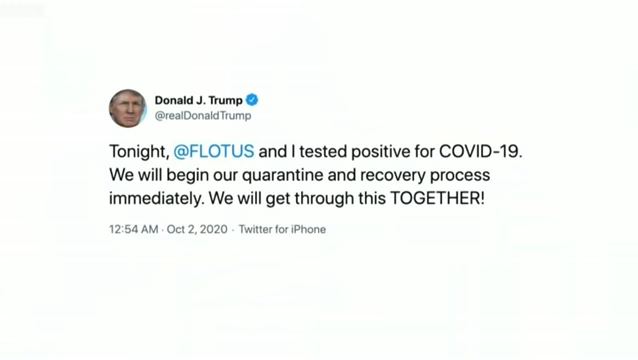 Donald J. Trump
@realDonaldTrump
Tonight, @FLOTUS and I tested positive for COVID-19.
We will begin our quarantine and recovery process
immediately. We will get through this TOGETHER!
12:54 AM · Oct 2, 2020 · Twitter for iPhone